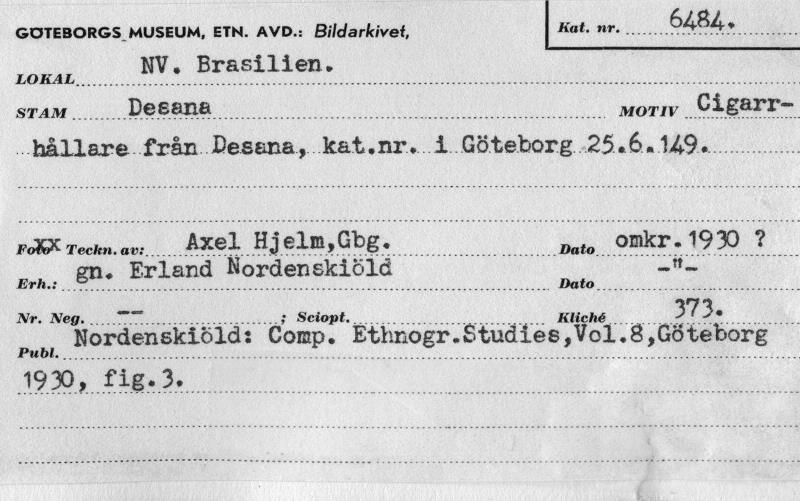 GÖTEBORGS MUSEUM, ETN. AVD.: Bildarkivet, Kat. nr. 6484.
LOKAL NV. Brasilien.
STAM Desana MOTIV Cigarr-
hållare från Desana, kat.nr. i Göteborg 25.6.149.
Foto Teckn. av: Axel Hjelm,Gbg. Dato omkr.1930 ?
Erh.: gn. Erland Nordenskiöld Dato -"-
Nr. Neg. -- ; Sciopt. Kliché 373.
Publ. Nordenskiöld: Comp. Ethnogr.Studies,Vol.8,Göteborg
1930, fig.3.